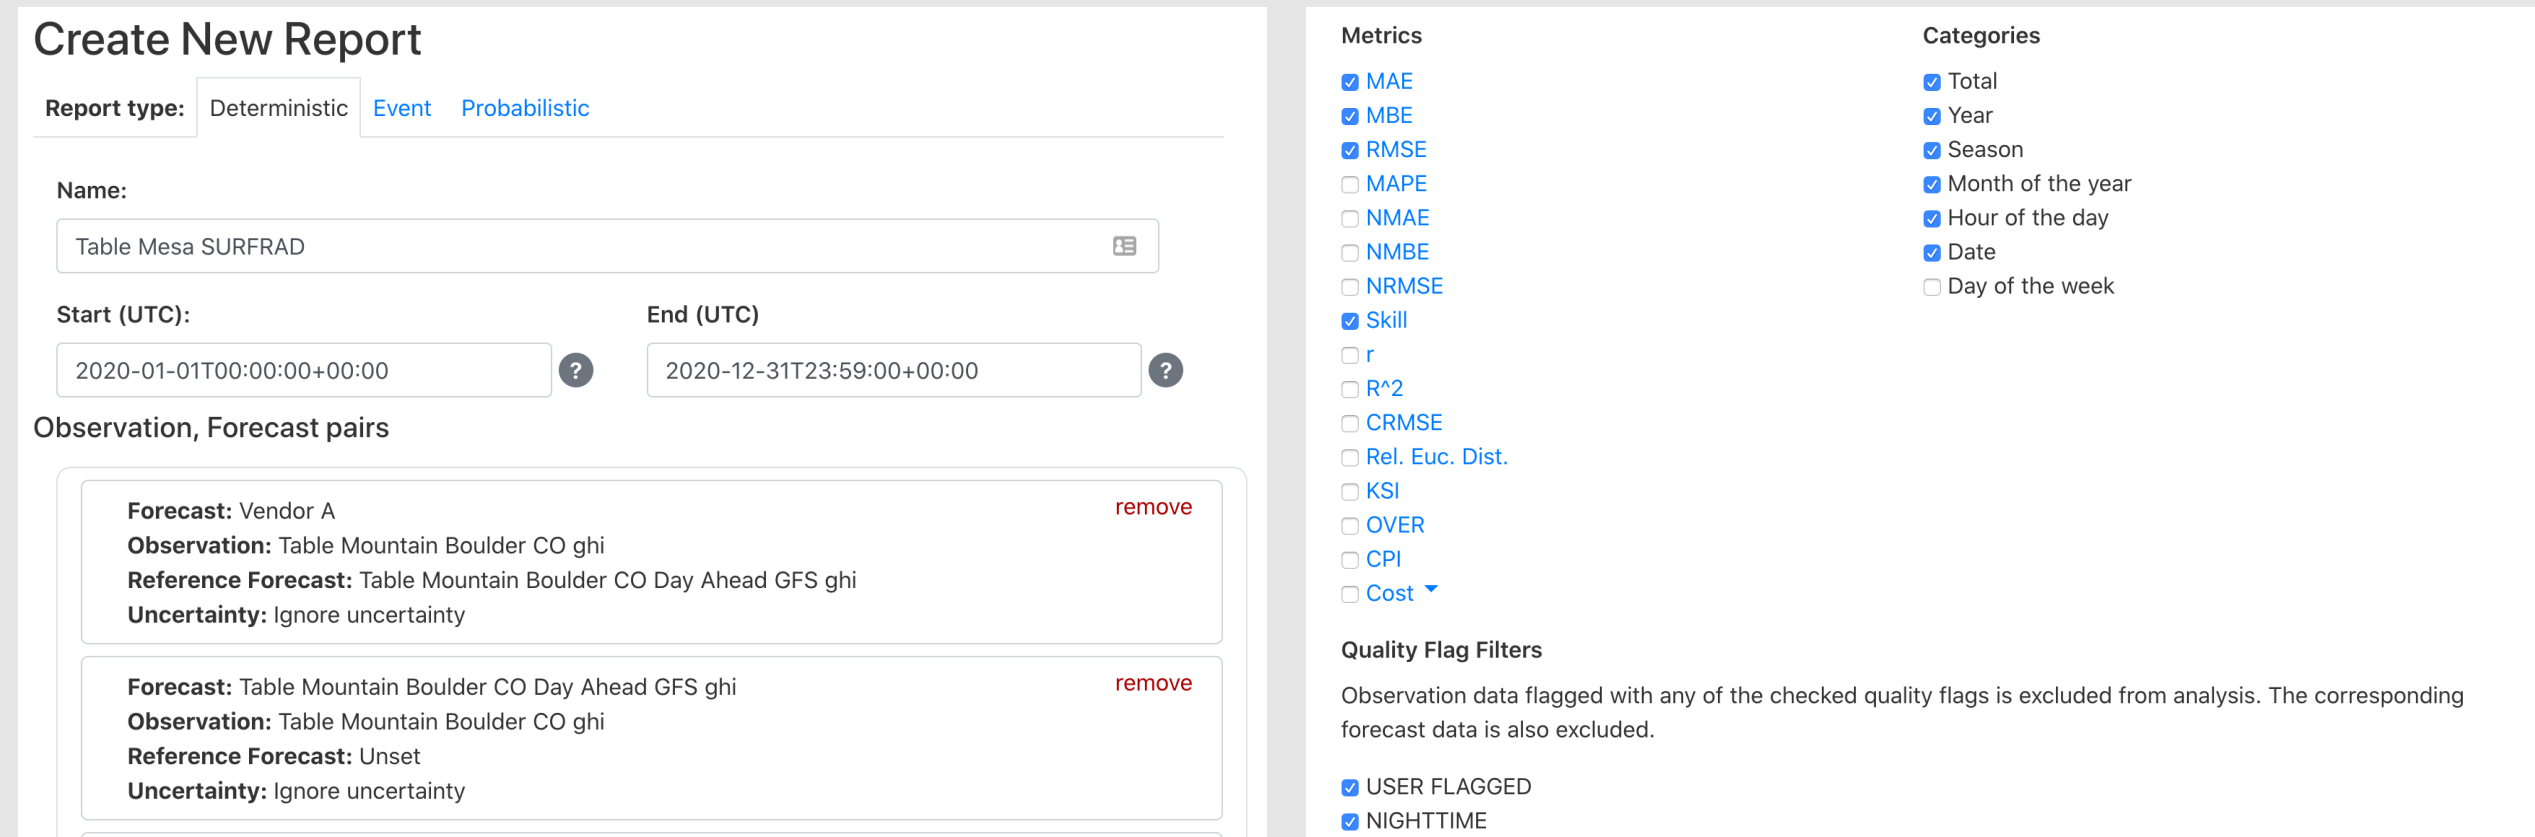 Create New Report
Report type: Deterministic Event Probabilistic
Name:
Table Mesa SURFRAD
Start (UTC): End (UTC)
2020-01-01T00:00:00+00:00 ? 2020-12-31T23:59:00+00:00 ?
Observation, Forecast pairs
Forecast: Vendor A remove
Observation: Table Mountain Boulder CO ghi
Reference Forecast: Table Mountain Boulder CO Day Ahead GFS ghi
Uncertainty: Ignore uncertainty
Forecast: Table Mountain Boulder CO Day Ahead GFS ghi remove
Observation: Table Mountain Boulder CO ghi
Reference Forecast: Unset
Uncertainty: Ignore uncertainty
Metrics
MAE
MBE
RMSE
MAPE
NMAE
NMBE
NRMSE
Skill
r
R^2
CRMSE
Rel. Euc. Dist.
KSI
OVER
CPI
Cost
Categories
Total
Year
Season
Month of the year
Hour of the day
Date
Day of the week
Quality Flag Filters
Observation data flagged with any of the checked quality flags is excluded from analysis. The corresponding
forecast data is also excluded.
USER FLAGGED
NIGHTTIME